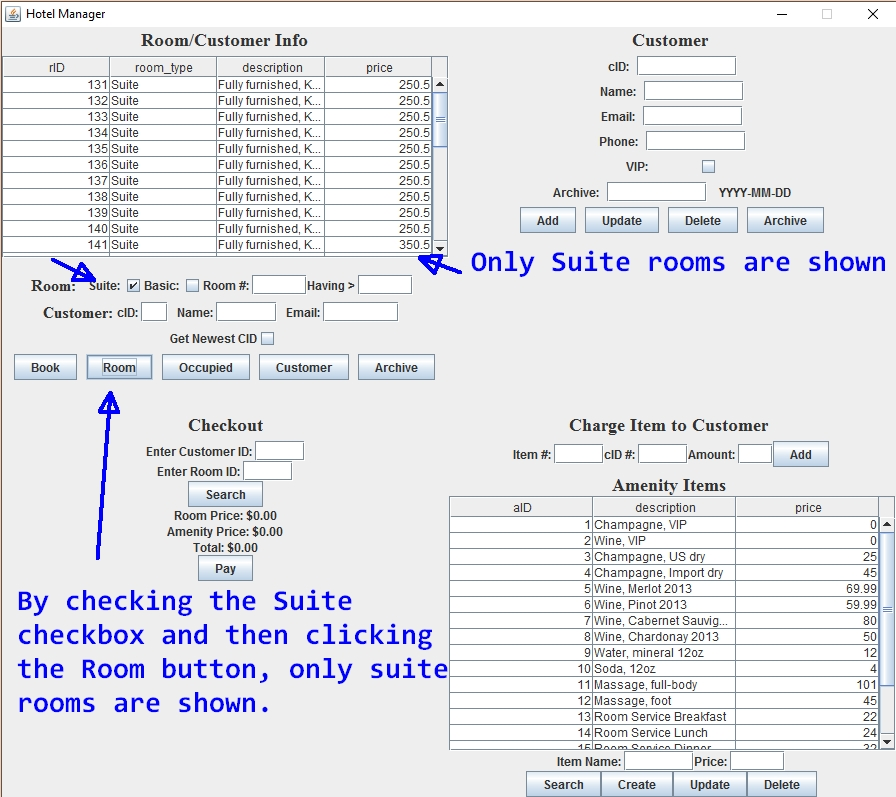 Hotel Manager
Room/Customer Info
rID room_type description price
131 Suite Fully furnished, K... 250.5
132 Suite Fully furnished, K... 250.5
133 Suite Fully furnished, K... 250.5
134 Suite Fully furnished, K... 250.5
135 Suite Fully furnished, K... 250.5
136 Suite Fully furnished, K... 250.5
137 Suite Fully furnished, K... 250.5
138 Suite Fully furnished, K... 250.5
139 Suite Fully furnished, K... 250.5
140 Suite Fully furnished, K... 250.5
141 Suite Fully furnished, K... 350.5
Customer
cID:
Name:
Email:
Phone:
VIP:
Archive: YYYY-MM-DD
Add Update Delete Archive
Only Suite rooms are shown
Room: Suite: Basic: Room #: Having >
Customer: cID: Name: Email:
Get Newest CID
Book Room Occupied Customer Archive
Checkout
Enter Customer ID:
Enter Room ID:
Search
Room Price: $0.00
Amenity Price: $0.00
Total: $0.00
Pay
By checking the Suite
checkbox and then clicking
the Room button, only suite
rooms are shown.
Charge Item to Customer
Item #: cID #: Amount: Add
Amenity Items
aID description price
1 Champagne, VIP 0
2 Wine, VIP 0
3 Champagne, US dry 25
4 Champagne, Import dry 45
5 Wine, Merlot 2013 69.99
6 Wine, Pinot 2013 59.99
7 Wine, Cabernet Sauvig... 80
8 Wine, Chardonay 2013 50
9 Water, mineral 12oz 12
10 Soda, 12oz 4
11 Massage, full-body 101
12 Massage, foot 45
13 Room Service Breakfast 22
14 Room Service Lunch 24
15 Room Service Dinner 32
Item Name: Price:
Search Create Update Delete